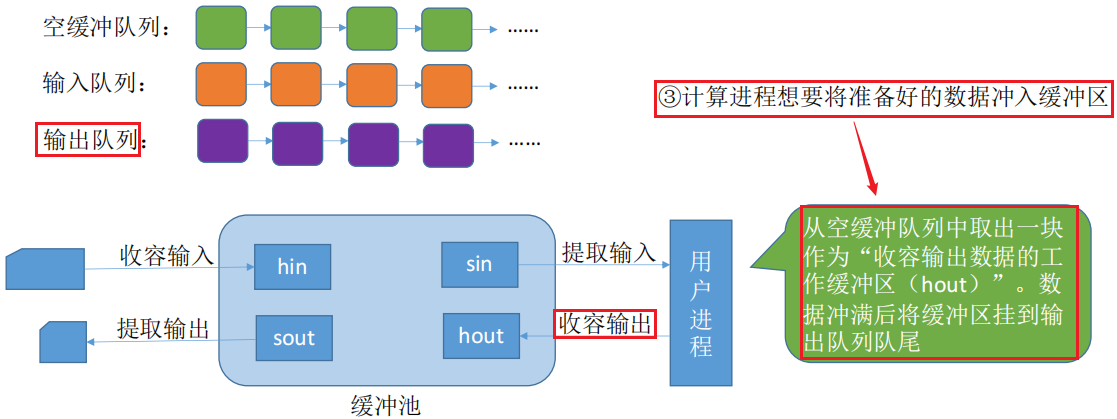 空缓冲队列：
······
输入队列：
······
③计算进程想要将准备好的数据冲入缓冲区
输出队列：
······
收容输入
hin
sin
提取输入
用户进程
从空缓冲队列中取出一块
作为“收容输出数据的工
作缓冲区（hout）”。数
据冲满后将缓冲区挂到输
出队列队尾
提取输出
sout
hout
收容输出
缓冲池